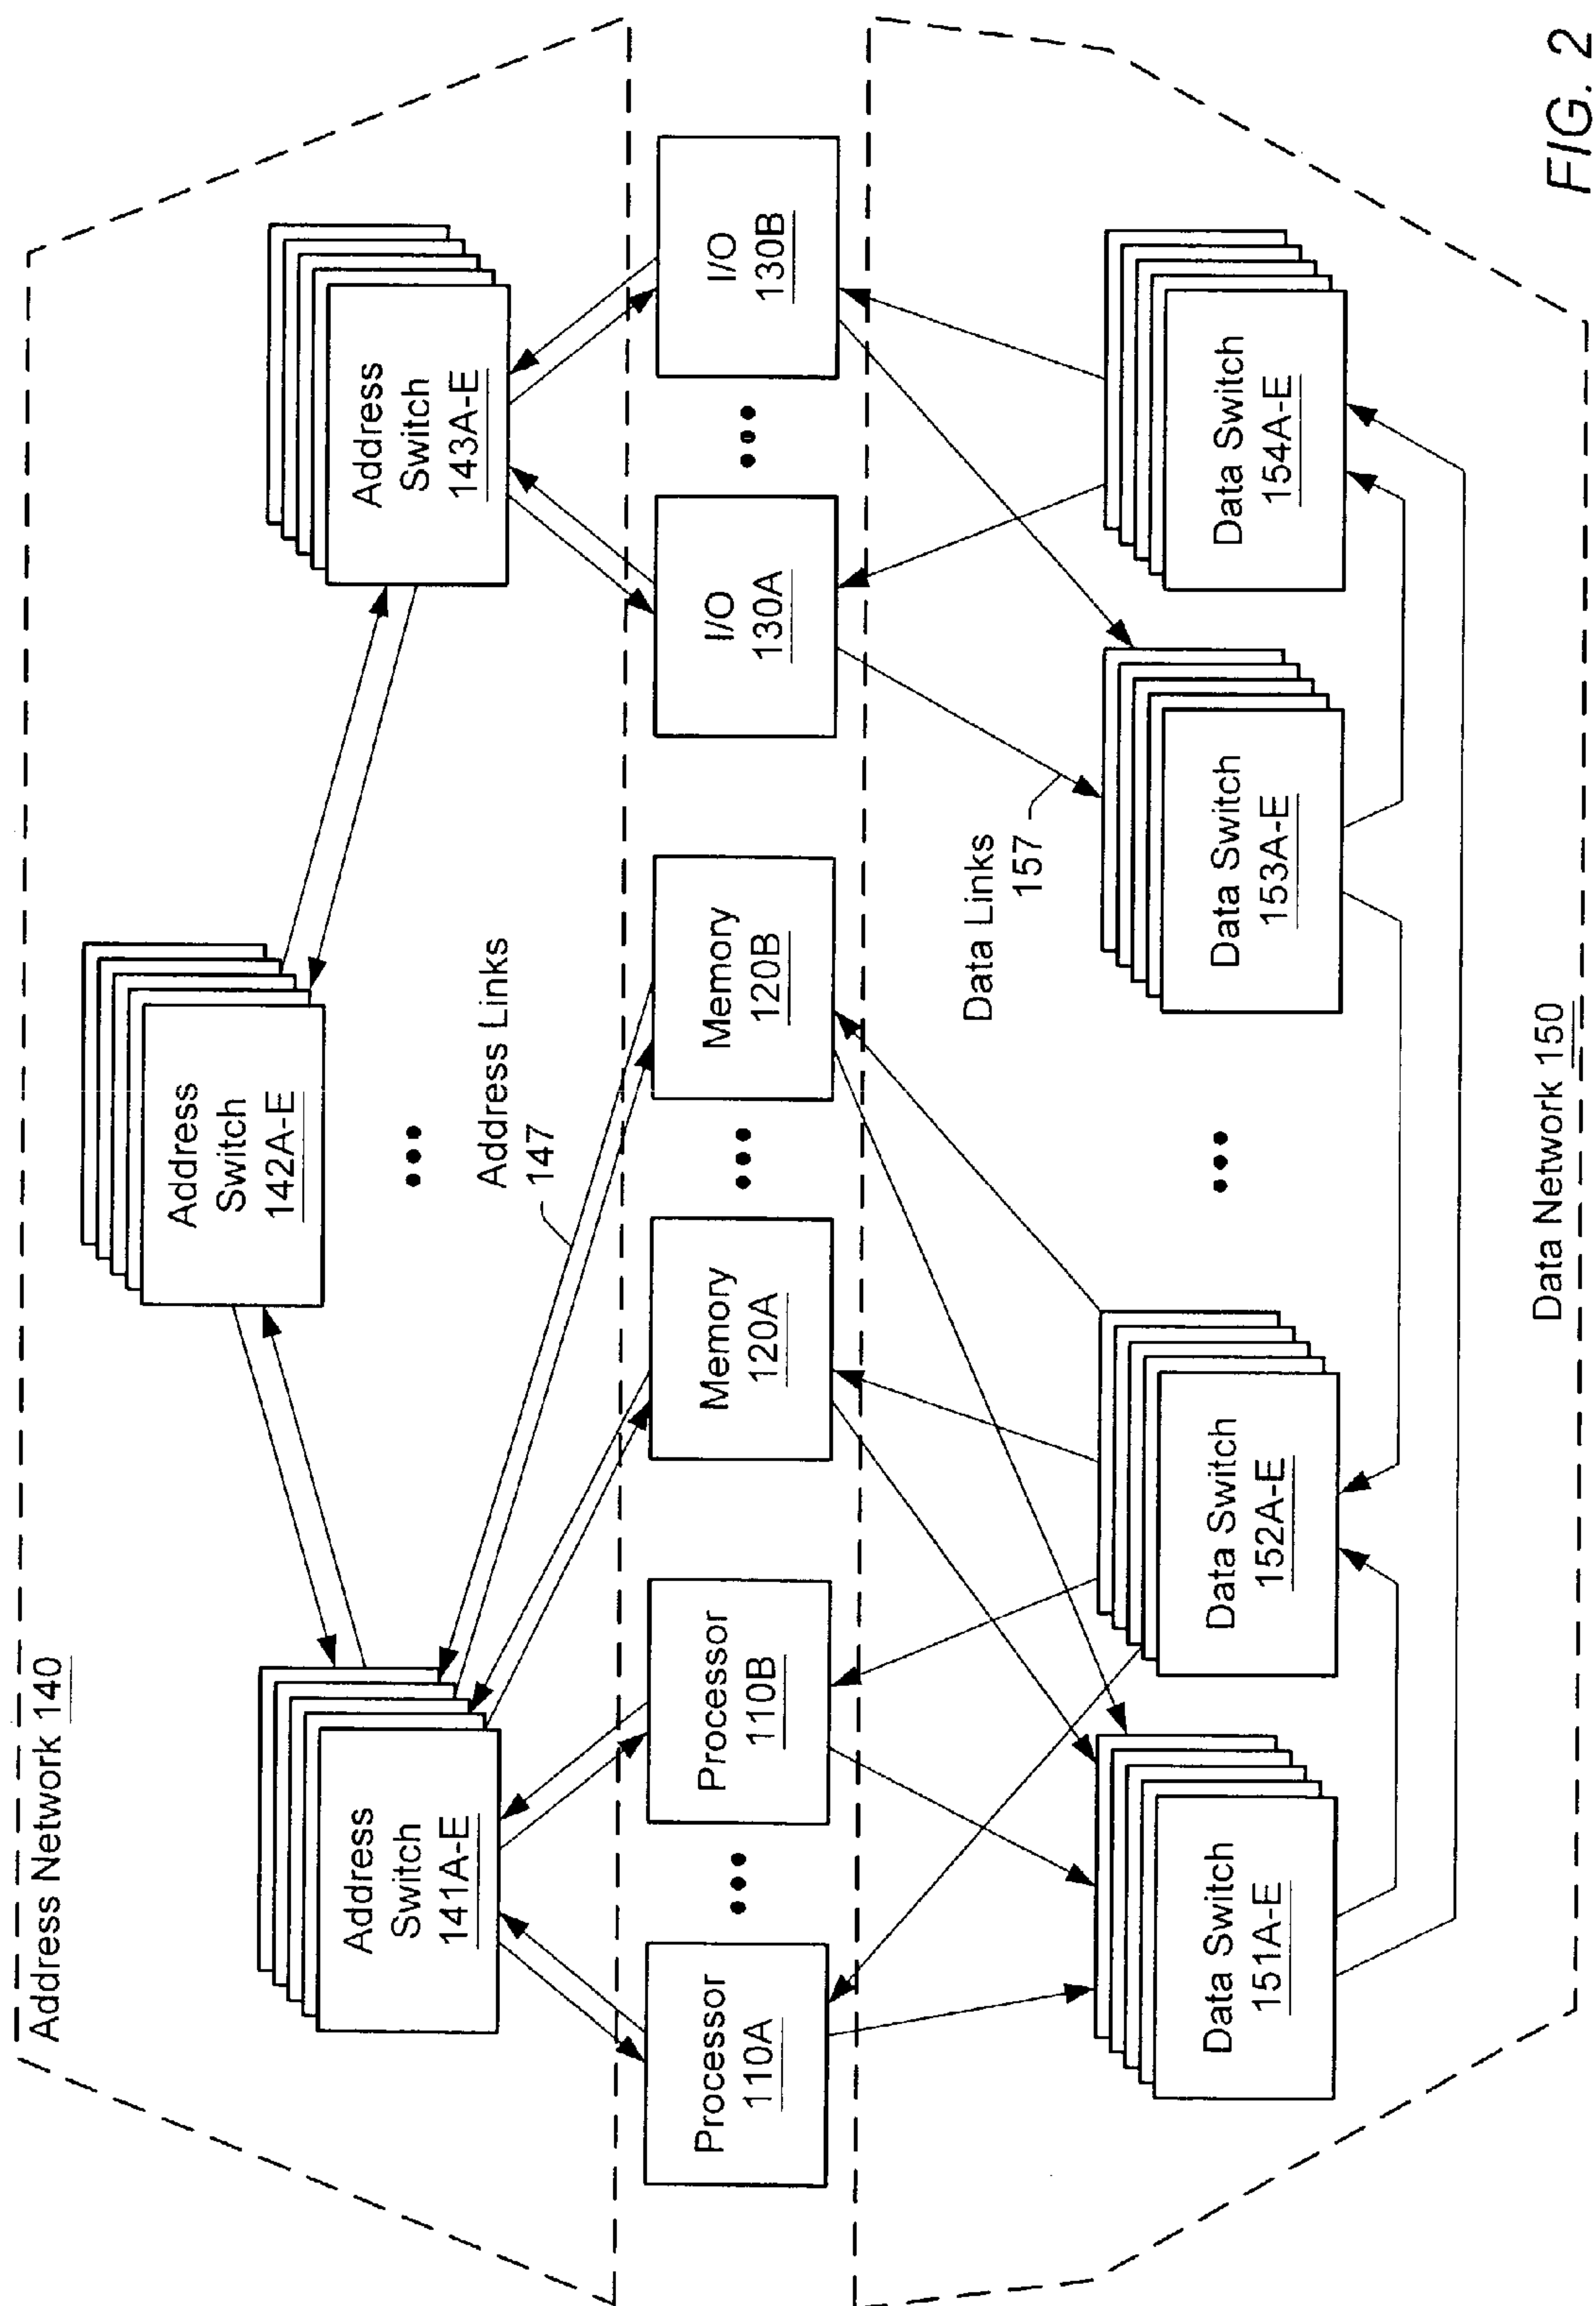 Address Network 140
Address
Switch
142A-E
Address
Switch
141A-E
Address
Switch
143A-E
Address Links
147
Processor
110A
Processor
110B
Memory
120A
Memory
120B
I/O
130A
I/O
130B
Data Links
157
Data Switch
151A-E
Data Switch
152A-E
Data Switch
153A-E
Data Switch
154A-E
Data Network 150
FIG. 2